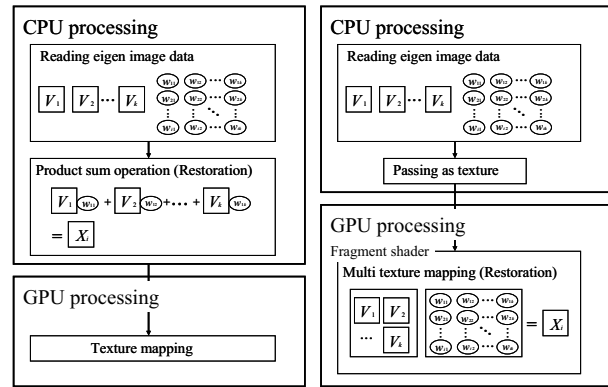 CPU processing
Reading eigen image data
V1 V2 ··· Vk
w11 w12 ··· w1k
w21 w22 ··· w2k
⋮ ⋮ ⋱ ⋮
wi1 wi2 ··· wik
Product sum operation (Restoration)
V1 w11 + V2 w12 +··· + Vk w1k
= Xi
GPU processing
Texture mapping
CPU processing
Reading eigen image data
V1 V2 ··· Vk
w11 w12 ··· w1k
w21 w22 ··· w2k
⋮ ⋮ ⋱ ⋮
wi1 wi2 ··· wik
Passing as texture
GPU processing
Fragment shader
Multi texture mapping (Restoration)
V1 V2
··· Vk
w11 w12 ··· w1k
w21 w22 ··· w2k
⋮ ⋮ ⋱ ⋮
wi1 wi2 ··· wik
= Xi